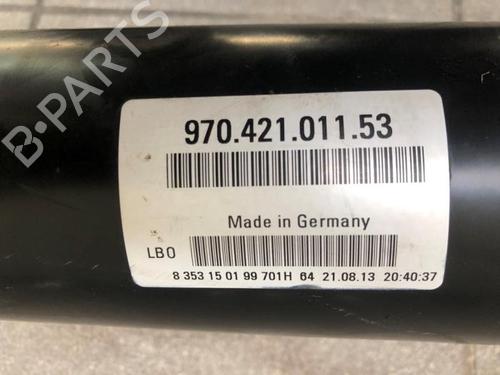 B-PARTS
970.421.011.53
Made in Germany
LB0
8 353 15 01 99 701H 64 21.08.13 20:40:37